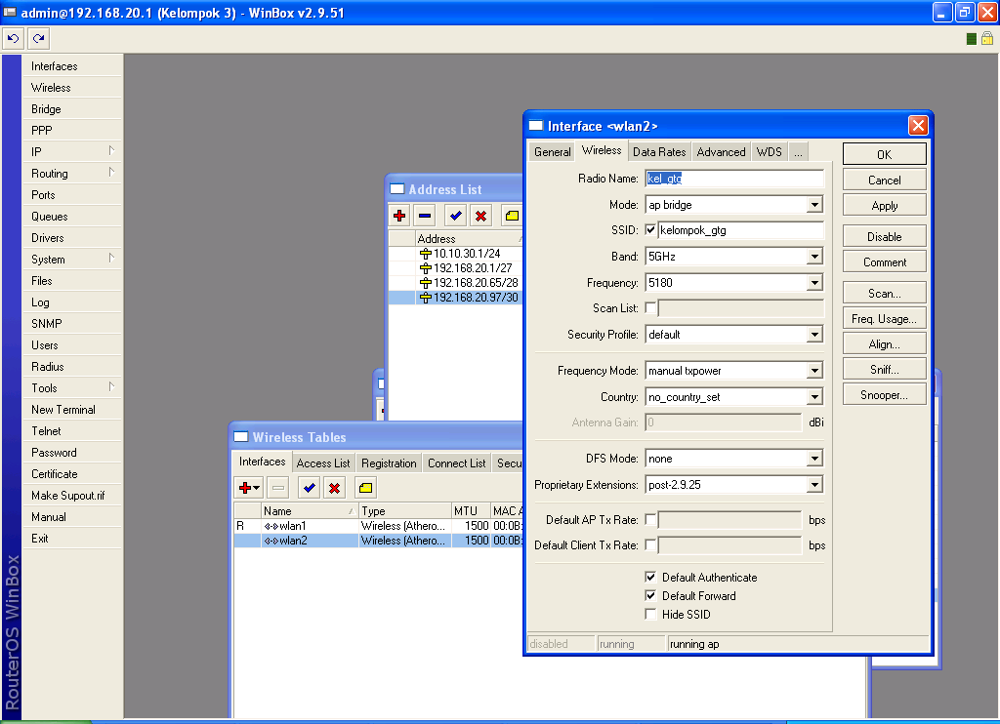 admin@192.168.20.1 (Kelompok 3) - WinBox v2.9.51
Interfaces
Wireless
Bridge
PPP
IP
Routing
Ports
Queues
Drivers
System
Files
Log
SNMP
Users
Radius
Tools
New Terminal
Telnet
Password
Certificate
Make Supout.rif
Manual
Exit
RouterOS WinBox
Address List
Address
10.10.30.1/24
192.168.20.1/27
192.168.20.65/28
192.168.20.97/30
Wireless Tables
Interfaces Access List Registration Connect List Secu
Name Type MTU MAC A
R wlan1 Wireless (Athero... 1500 00:0B:
wlan2 Wireless (Athero... 1500 00:0B:
Interface <wlan2>
General Wireless Data Rates Advanced WDS ...
Radio Name: kel_gtg
Mode: ap bridge
SSID: kelompok_gtg
Band: 5GHz
Frequency: 5180
Scan List:
Security Profile: default
Frequency Mode: manual txpower
Country: no_country_set
Antenna Gain: 0 dBi
DFS Mode: none
Proprietary Extensions: post-2.9.25
Default AP Tx Rate: bps
Default Client Tx Rate: bps
Default Authenticate
Default Forward
Hide SSID
disabled running running ap
OK
Cancel
Apply
Disable
Comment
Scan...
Freq. Usage...
Align...
Sniff...
Snooper...